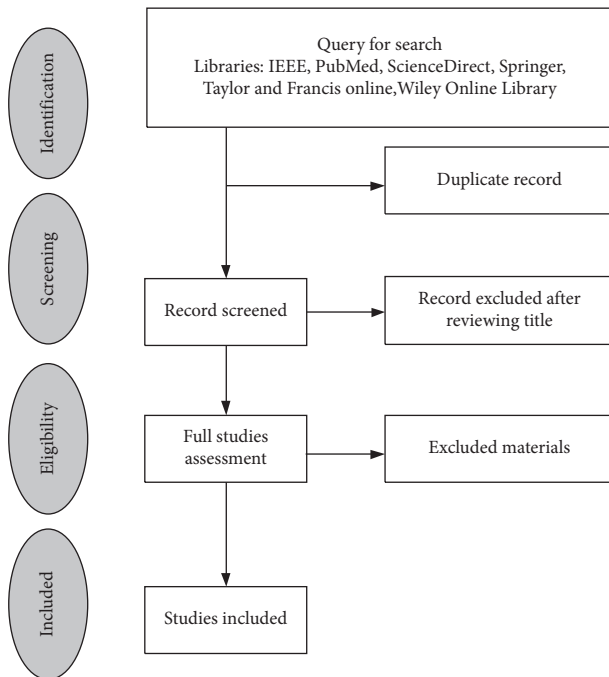 Identification
Query for search
Libraries: IEEE, PubMed, ScienceDirect, Springer,
Taylor and Francis online,Wiley Online Library
Duplicate record
Screening
Record screened
Record excluded after
reviewing title
Eligibility
Full studies
assessment
Excluded materials
Included
Studies included